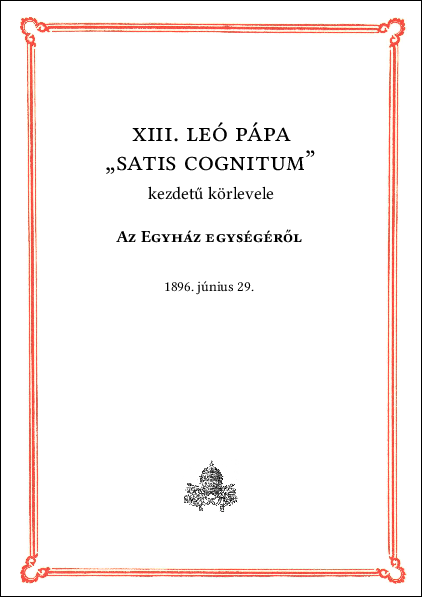 XIII. LEÓ PÁPA
„SATIS COGNITUM”
kezdetű körlevele
Az Egyház egységéről
1896. június 29.